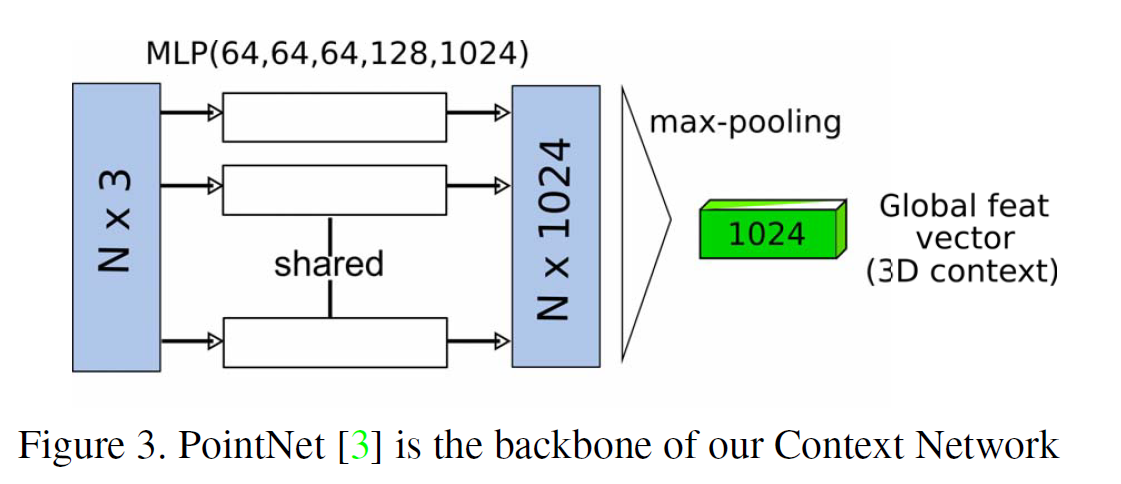 MLP(64,64,64,128,1024)
N x 3
shared
N x 1024
max-pooling
1024
Global feat
vector
(3D context)
Figure 3. PointNet [3] is the backbone of our Context Network